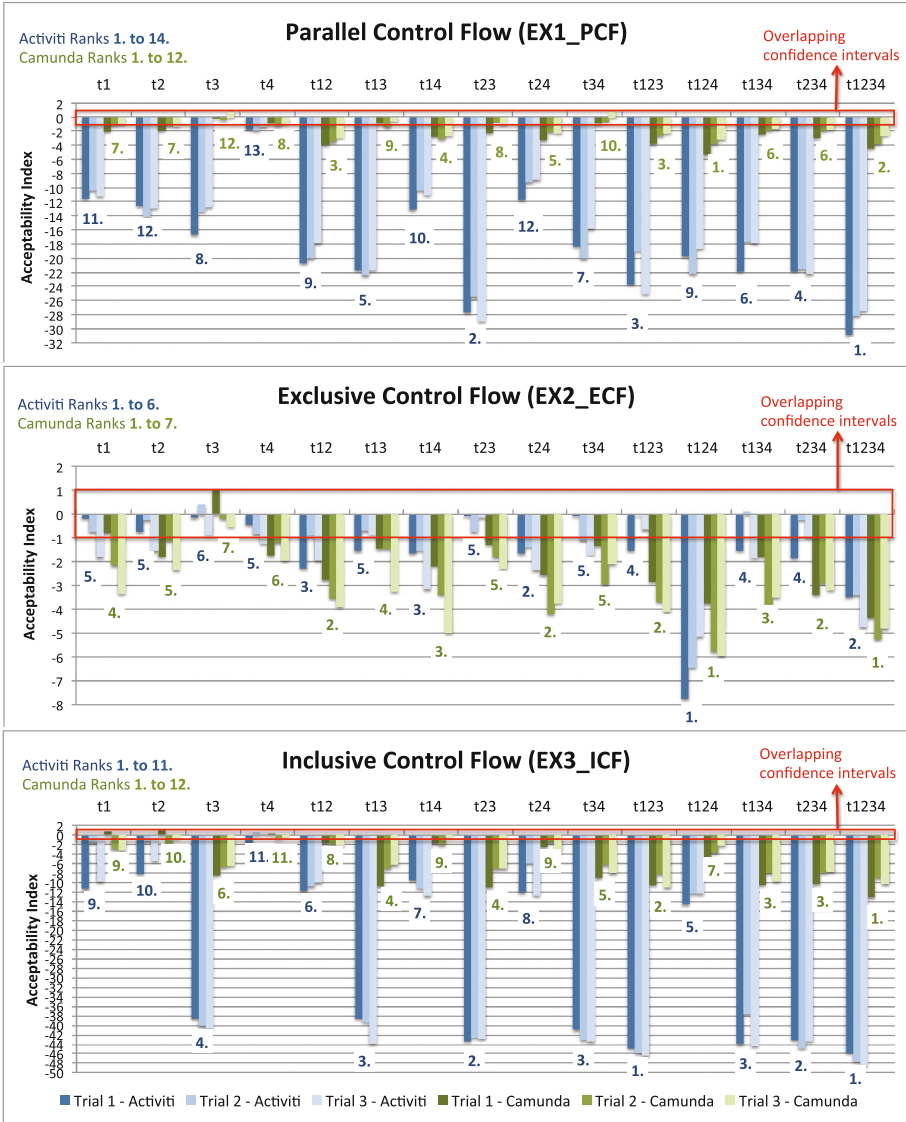 Parallel Control Flow (EX1_PCF)
Activiti Ranks 1. to 14.
Camunda Ranks 1. to 12.
Overlapping
confidence intervals
t1 t2 t3 t4 t12 t13 t14 t23 t24 t34 t123 t124 t134 t234 t1234
Acceptability Index
2
0
-2
-4
-6
-8
-10
-12
-14
-16
-18
-20
-22
-24
-26
-28
-30
-32
7. 7. 12. 8. 3. 9. 4. 8. 5. 10. 3. 1. 6. 6. 2.
11. 12. 8. 13. 9. 5. 10. 2. 12. 7. 3. 9. 6. 4. 1.
Exclusive Control Flow (EX2_ECF)
Activiti Ranks 1. to 6.
Camunda Ranks 1. to 7.
Overlapping
confidence intervals
t1 t2 t3 t4 t12 t13 t14 t23 t24 t34 t123 t124 t134 t234 t1234
Acceptability Index
2
1
0
-1
-2
-3
-4
-5
-6
-7
-8
5. 5. 6. 5. 3. 5. 3. 5. 2. 5. 4. 1. 4. 4. 2.
4. 5. 7. 6. 2. 4. 3. 5. 2. 5. 2. 1. 3. 2. 1.
Inclusive Control Flow (EX3_ICF)
Activiti Ranks 1. to 11.
Camunda Ranks 1. to 12.
Overlapping
confidence intervals
t1 t2 t3 t4 t12 t13 t14 t23 t24 t34 t123 t124 t134 t234 t1234
Acceptability Index
2
0
-2
-4
-6
-8
-10
-12
-14
-16
-18
-20
-22
-24
-26
-28
-30
-32
-34
-36
-38
-40
-42
-44
-46
-48
-50
9. 10. 6. 11. 8. 4. 9. 4. 9. 5. 2. 7. 3. 3. 1.
9. 10. 4. 11. 6. 3. 7. 2. 8. 3. 1. 5. 3. 2. 1.
Trial 1 - Activiti Trial 2 - Activiti Trial 3 - Activiti Trial 1 - Camunda Trial 2 - Camunda Trial 3 - Camunda